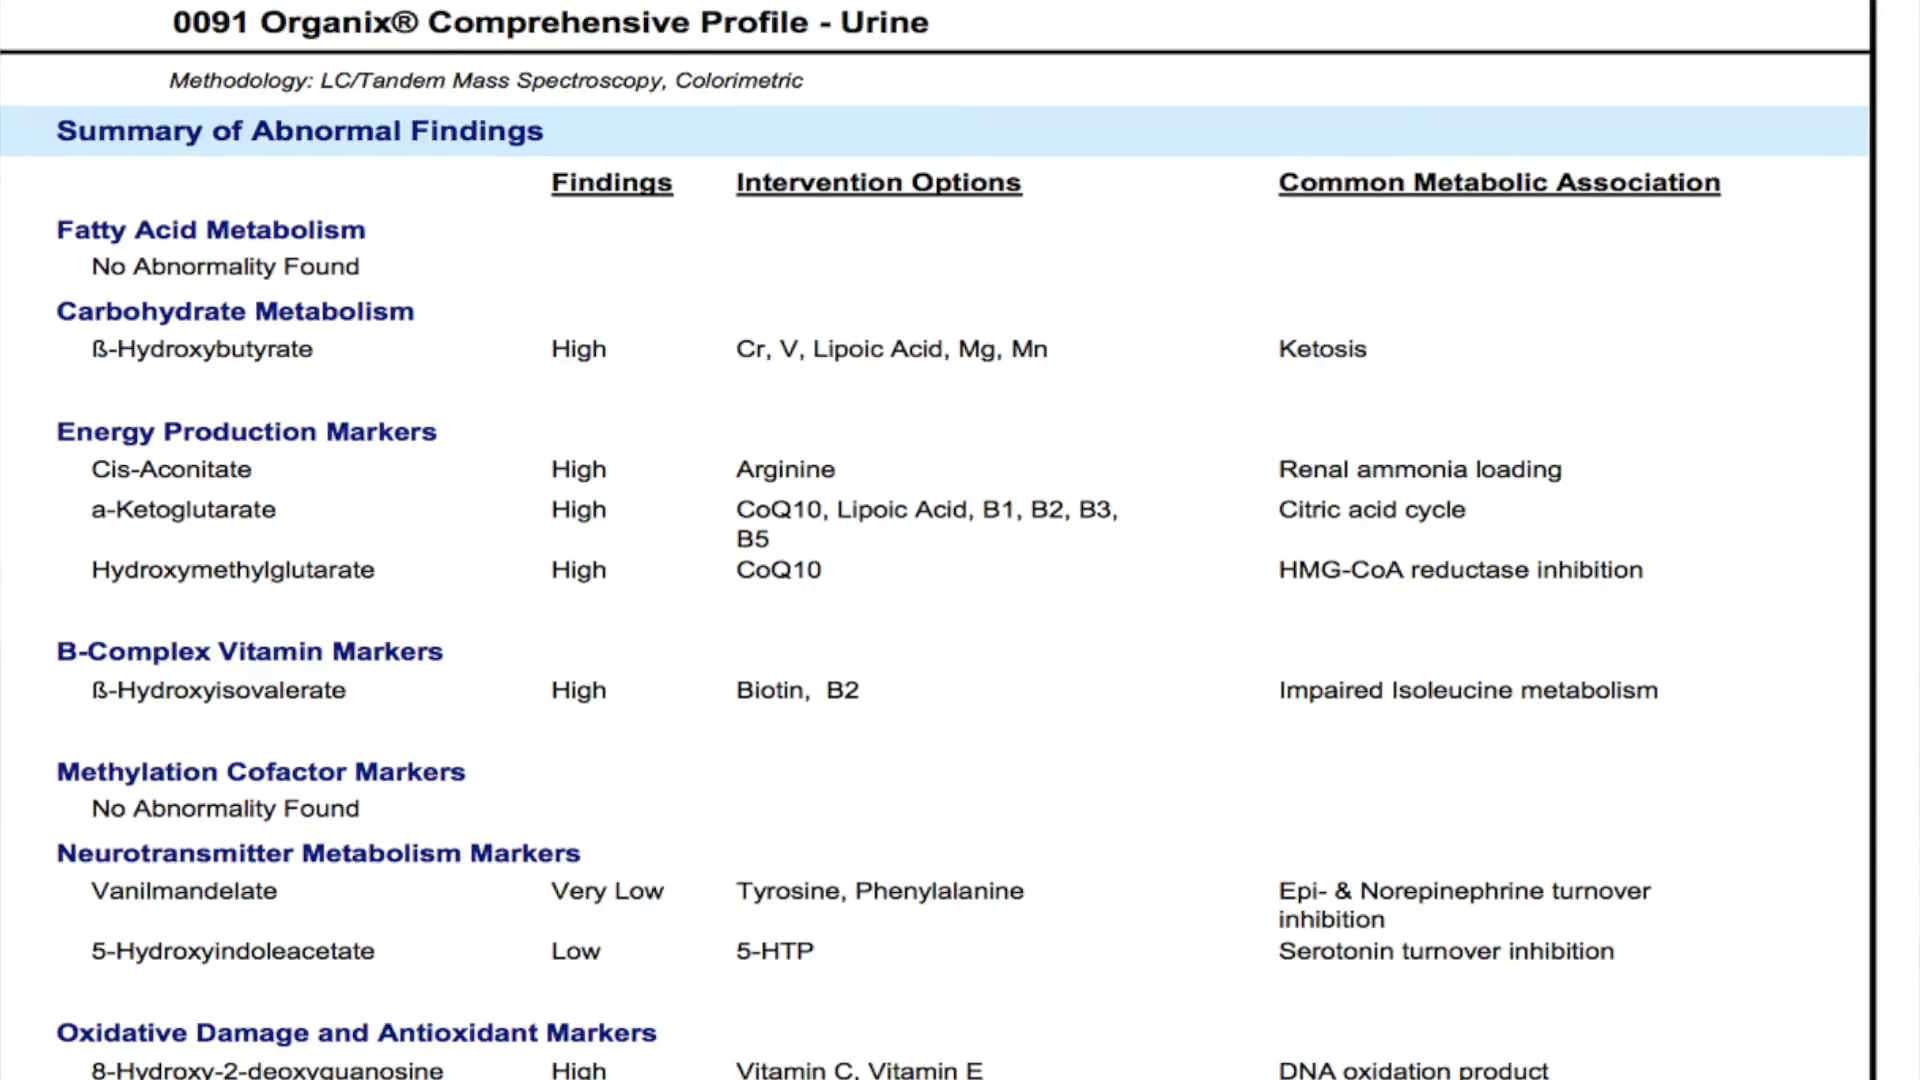 0091 Organix® Comprehensive Profile - Urine
Methodology: LC/Tandem Mass Spectroscopy, Colorimetric
Summary of Abnormal Findings
Findings Intervention Options Common Metabolic Association
Fatty Acid Metabolism
No Abnormality Found
Carbohydrate Metabolism
ß-Hydroxybutyrate High Cr, V, Lipoic Acid, Mg, Mn Ketosis
Energy Production Markers
Cis-Aconitate High Arginine Renal ammonia loading
a-Ketoglutarate High CoQ10, Lipoic Acid, B1, B2, B3, Citric acid cycle
B5
Hydroxymethylglutarate High CoQ10 HMG-CoA reductase inhibition
B-Complex Vitamin Markers
ß-Hydroxyisovalerate High Biotin, B2 Impaired Isoleucine metabolism
Methylation Cofactor Markers
No Abnormality Found
Neurotransmitter Metabolism Markers
Vanilmandelate Very Low Tyrosine, Phenylalanine Epi- & Norepinephrine turnover
inhibition
5-Hydroxyindoleacetate Low 5-HTP Serotonin turnover inhibition
Oxidative Damage and Antioxidant Markers
8-Hydroxy-2-deoxyguanosine High Vitamin C, Vitamin E DNA oxidation product